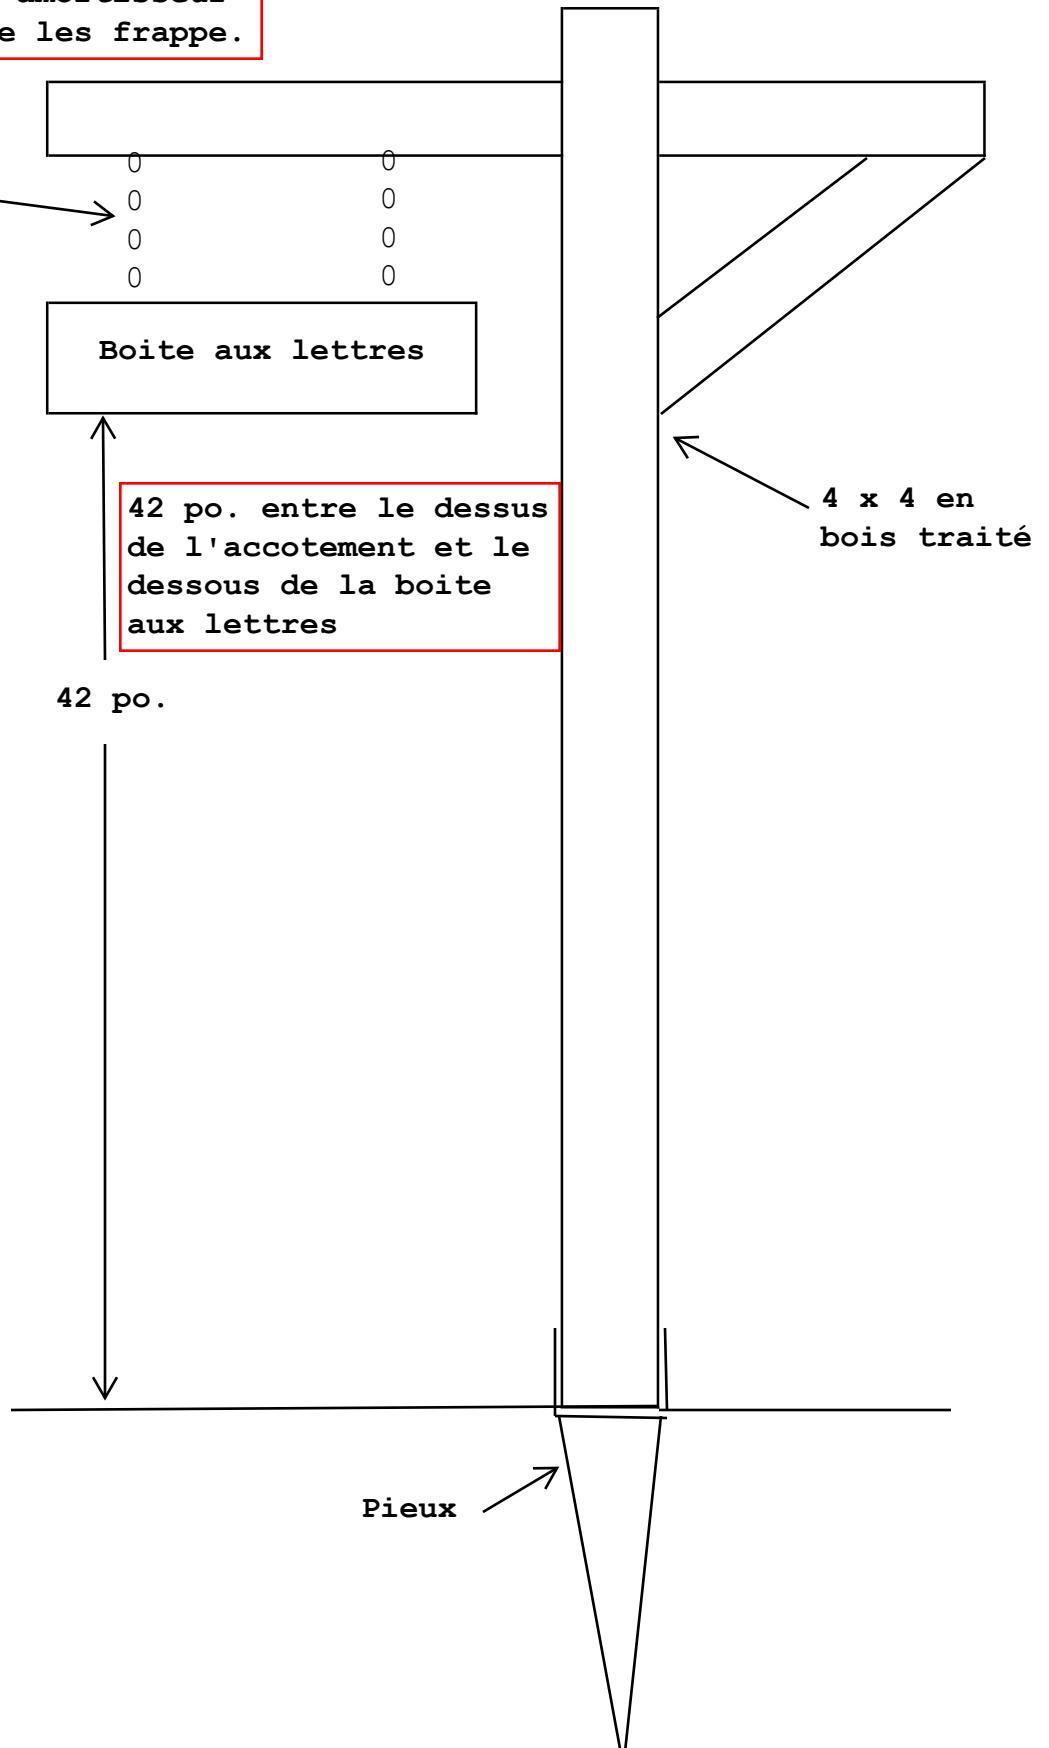 e les frappe.
Boite aux lettres
42 po. entre le dessus
de l'accotement et le
dessous de la boite
aux lettres
4 x 4 en
bois traité
42 po.
Pieux